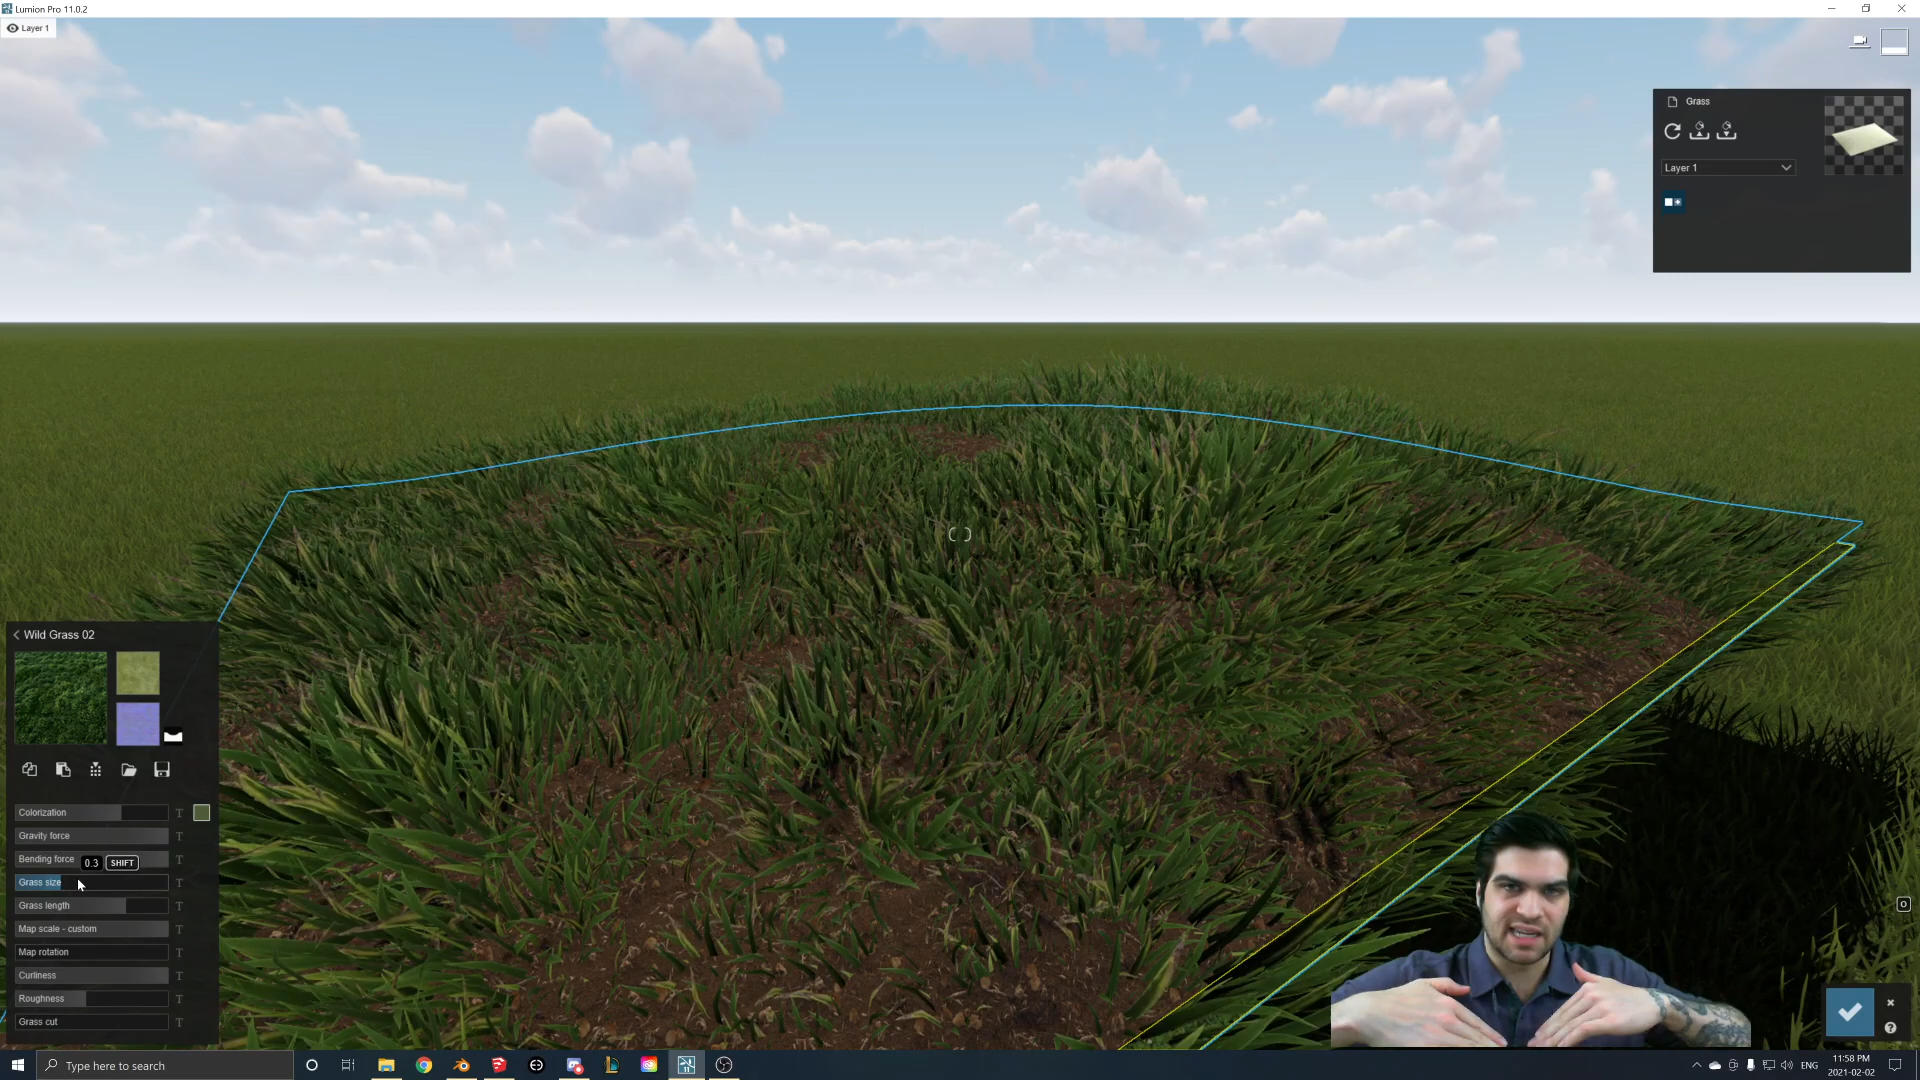 Lumion Pro 11.0.2
Layer 1
Grass
Layer 1
Wild Grass 02
Colorization T
Gravity force T
Bending force T
0.3 SHIFT
Grass size T
Grass length T
Map scale - custom T
Map rotation T
Curliness T
Roughness T
Grass cut T
O
Type here to search
ENG
11:58 PM
2021-02-02